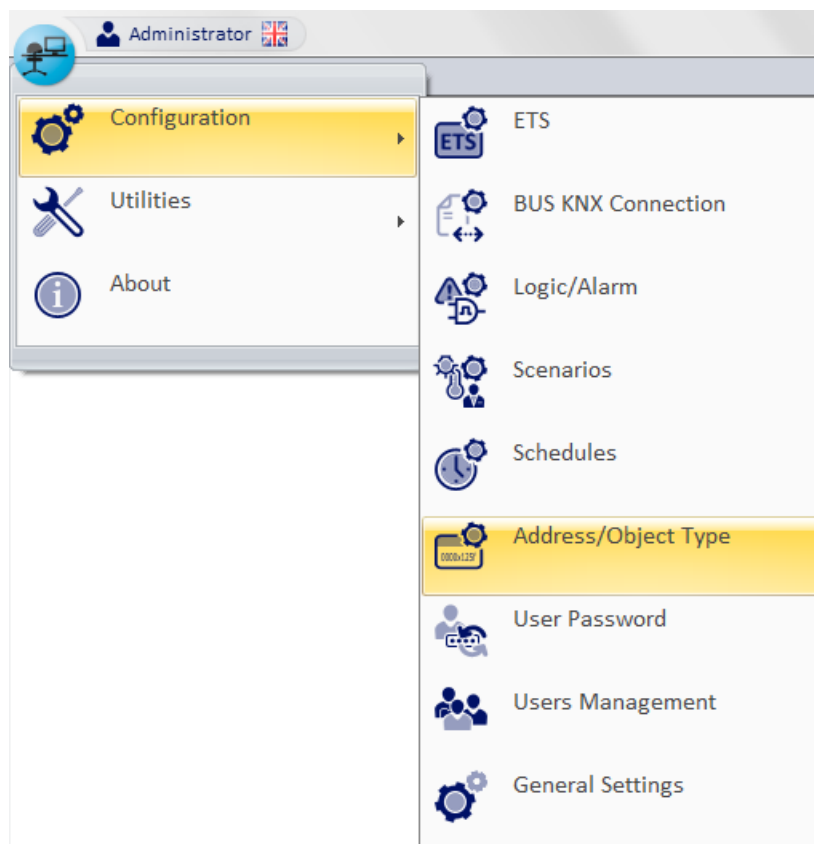 Administrator
Configuration
Utilities
About
ETS
ETS
BUS KNX Connection
Logic/Alarm
Scenarios
Schedules
0000x125f
Address/Object Type
User Password
Users Management
General Settings